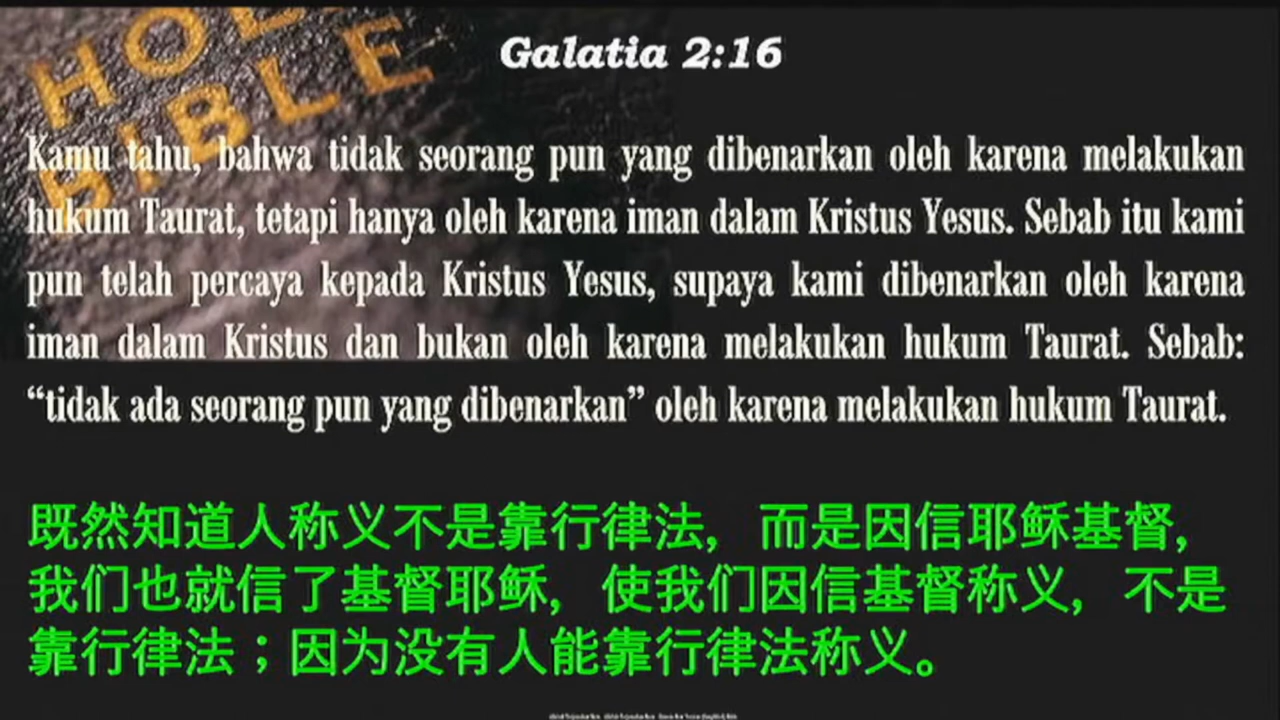 HOLY
BIBLE
Galatia 2:16
Kamu tahu, bahwa tidak seorang pun yang dibenarkan oleh karena melakukan
hukum Taurat, tetapi hanya oleh karena iman dalam Kristus Yesus. Sebab itu kami
pun telah percaya kepada Kristus Yesus, supaya kami dibenarkan oleh karena
iman dalam Kristus dan bukan oleh karena melakukan hukum Taurat. Sebab:
“tidak ada seorang pun yang dibenarkan” oleh karena melakukan hukum Taurat.
既然知道人称义不是靠行律法, 而是因信耶稣基督,
我们也就信了基督耶稣, 使我们因信基督称义, 不是
靠行律法；因为没有人能靠行律法称义。